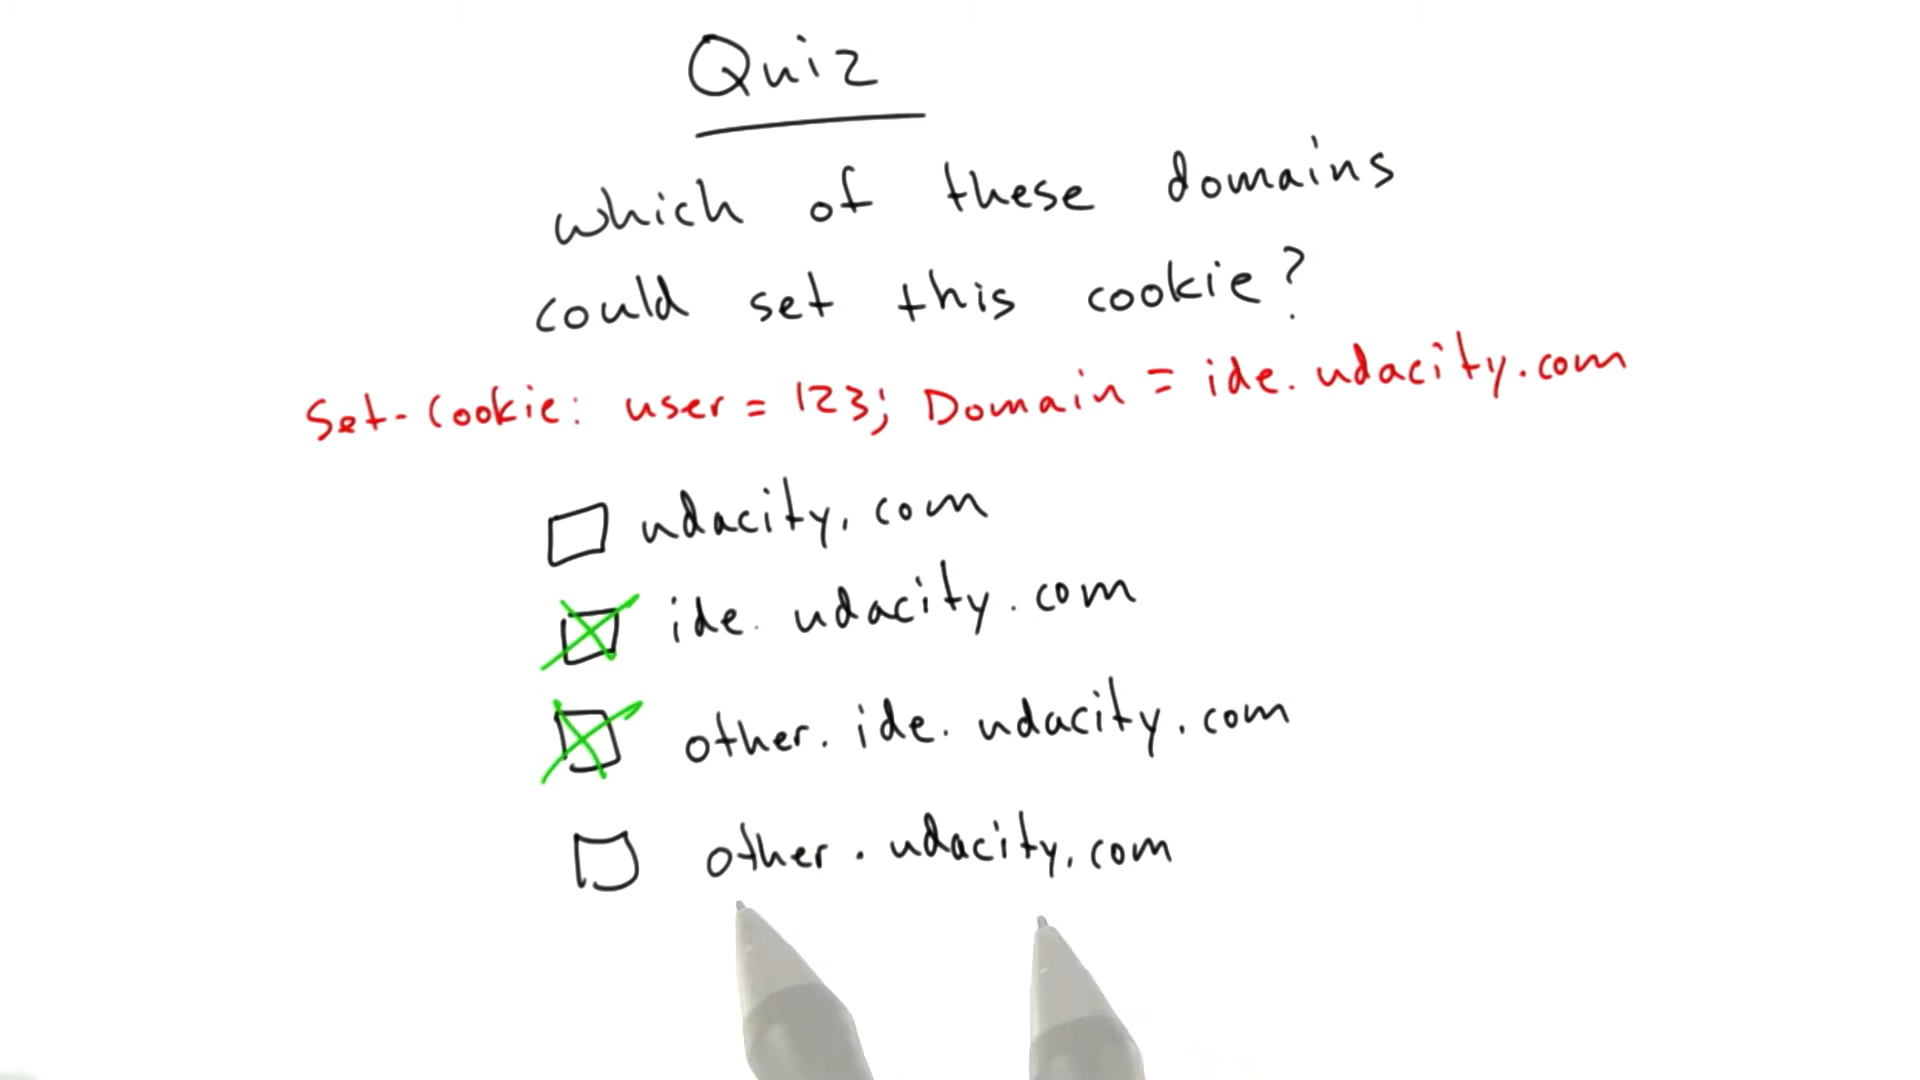 Quiz
which of these domains
could set this cookie?
Set-Cookie: user = 123; Domain = ide.udacity.com
udacity.com
ide.udacity.com
other.ide.udacity.com
other.udacity.com